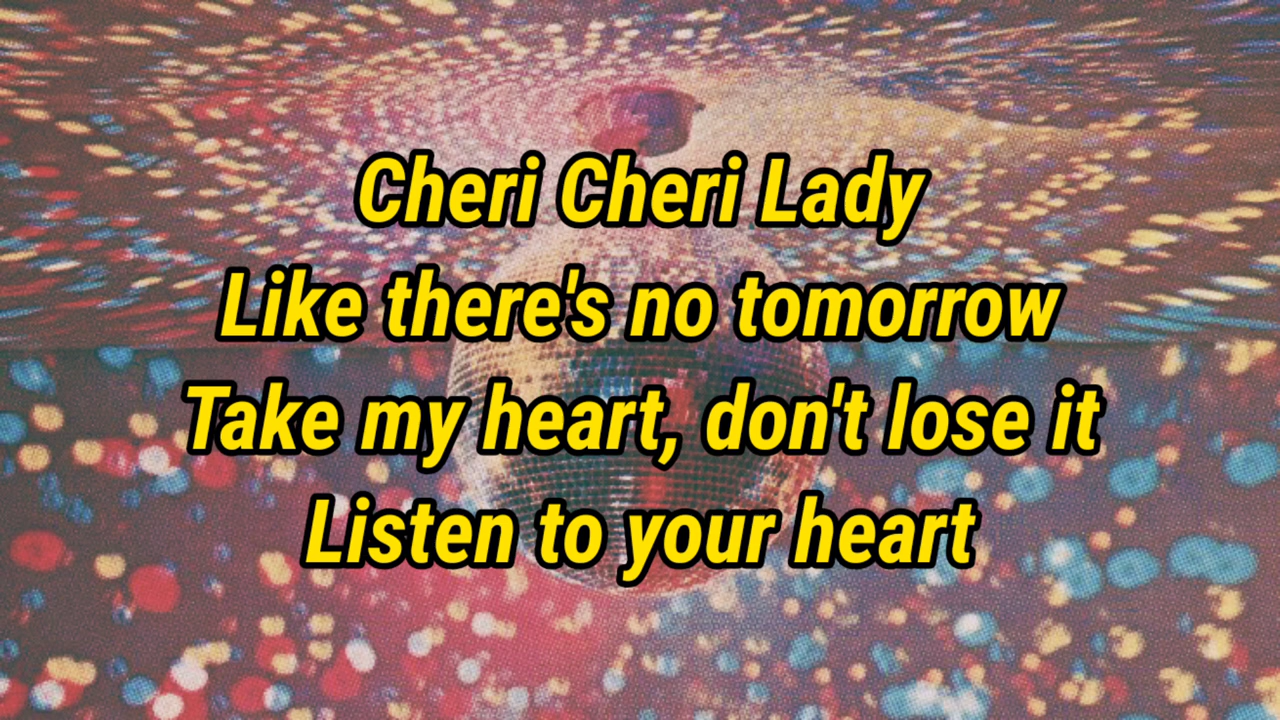 Cheri Cheri Lady
Like there's no tomorrow
Take my heart, don't lose it
Listen to your heart